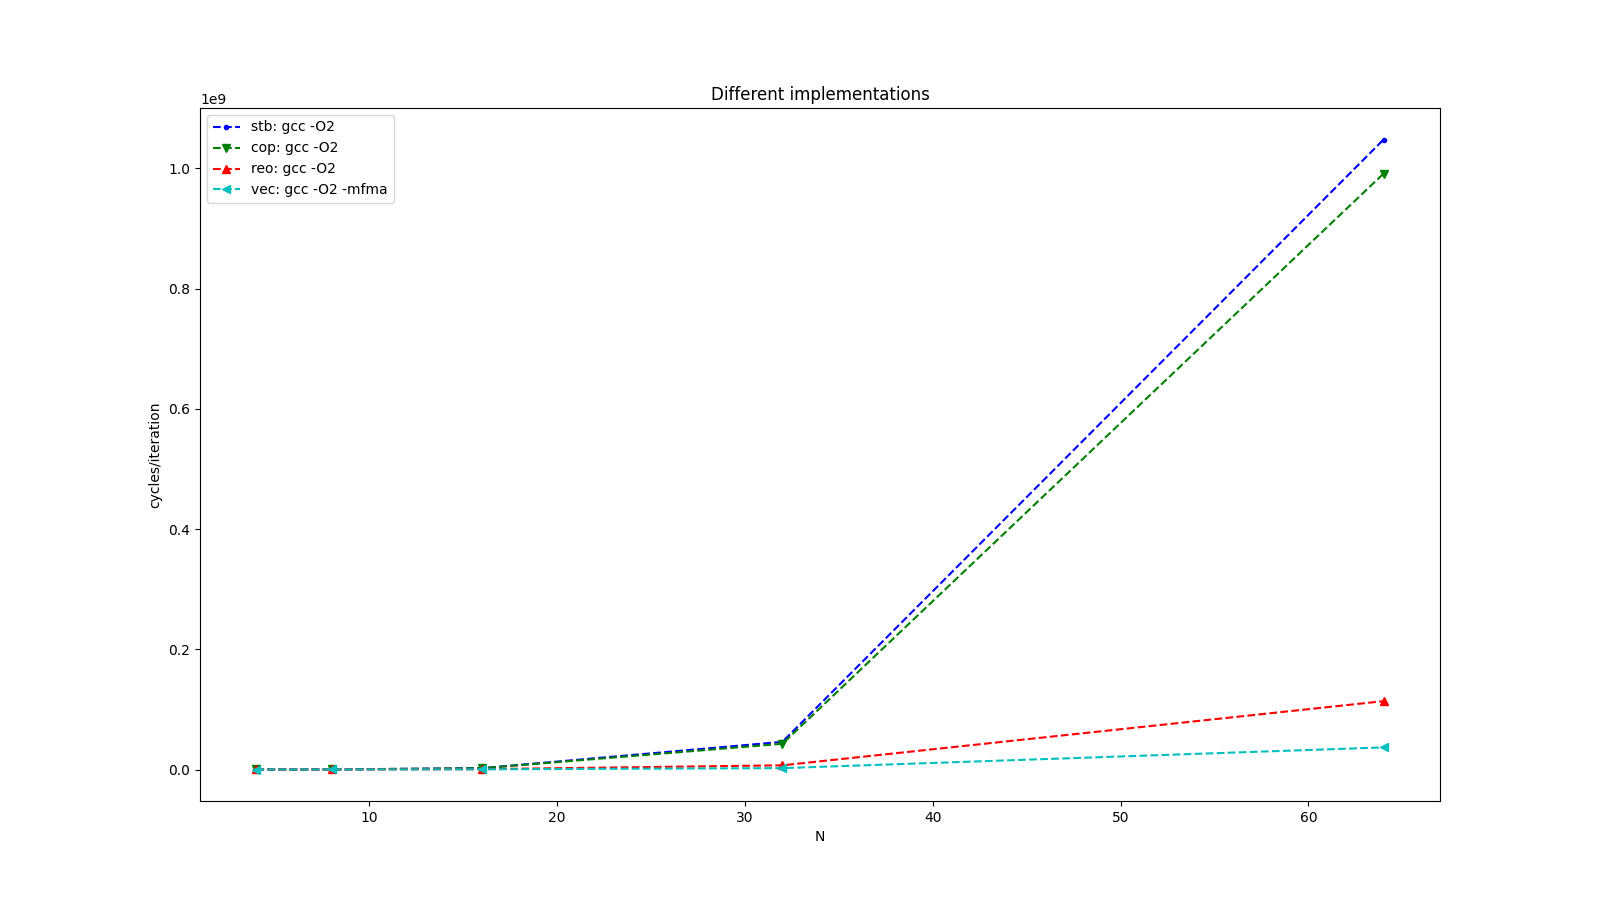 Different implementations
1e9
stb: gcc -O2
cop: gcc -O2
reo: gcc -O2
vec: gcc -O2 -mfma
1.0
0.8
0.6
0.4
0.2
0.0
cycles/iteration
10 20 30 40 50 60
N